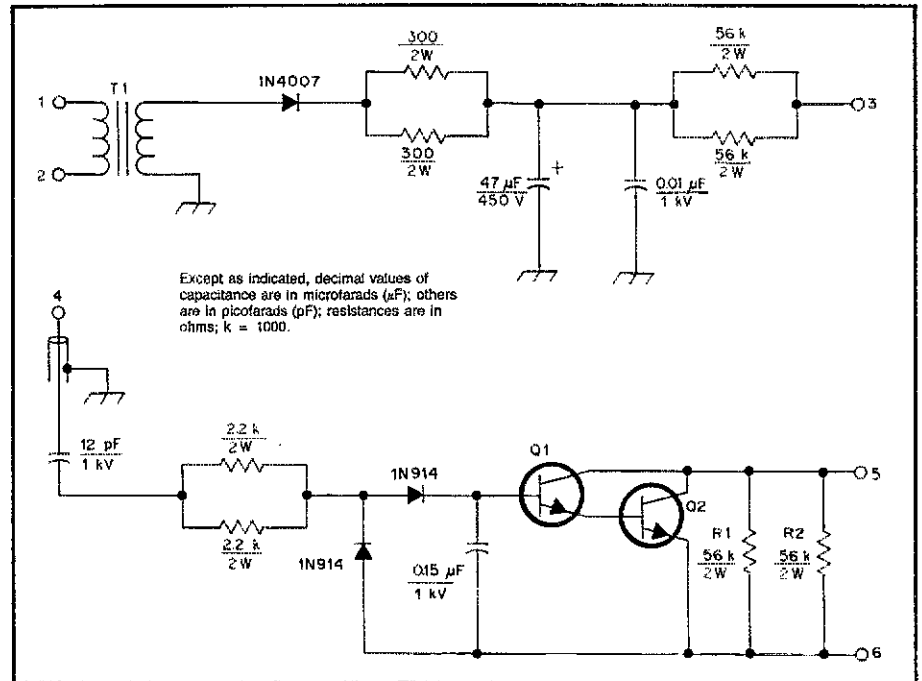 300
2W
56 k
2W
1N4007
T1
1
3
300
2W
56 k
2W
2
47 µF
450 V
+
0.01 µF
1 kV
Except as indicated, decimal values of
capacitance are in microfarads (µF); others
are in picofarads (pF); resistances are in
ohms; k = 1000.
4
12 pF
1 kV
2.2 k
2W
1N914
Q1
5
Q2
R1
56 k
2W
R2
56 k
2W
2.2 k
2W
1N914
0.15 µF
1 kV
6